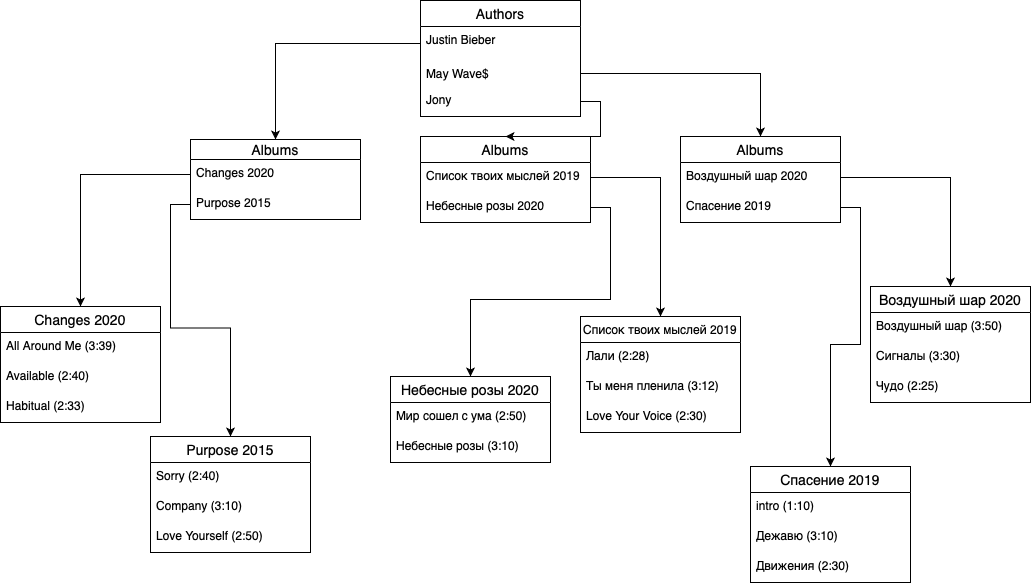 Authors
Justin Bieber
May Wave$
Jony
Albums
Changes 2020
Purpose 2015
Albums
Список твоих мыслей 2019
Небесные розы 2020
Albums
Воздушный шар 2020
Спасение 2019
Changes 2020
All Around Me (3:39)
Available (2:40)
Habitual (2:33)
Purpose 2015
Sorry (2:40)
Company (3:10)
Love Yourself (2:50)
Небесные розы 2020
Мир сошел с ума (2:50)
Небесные розы (3:10)
Список твоих мыслей 2019
Лали (2:28)
Ты меня пленила (3:12)
Love Your Voice (2:30)
Воздушный шар 2020
Воздушный шар (3:50)
Сигналы (3:30)
Чудо (2:25)
Спасение 2019
intro (1:10)
Дежавю (3:10)
Движения (2:30)